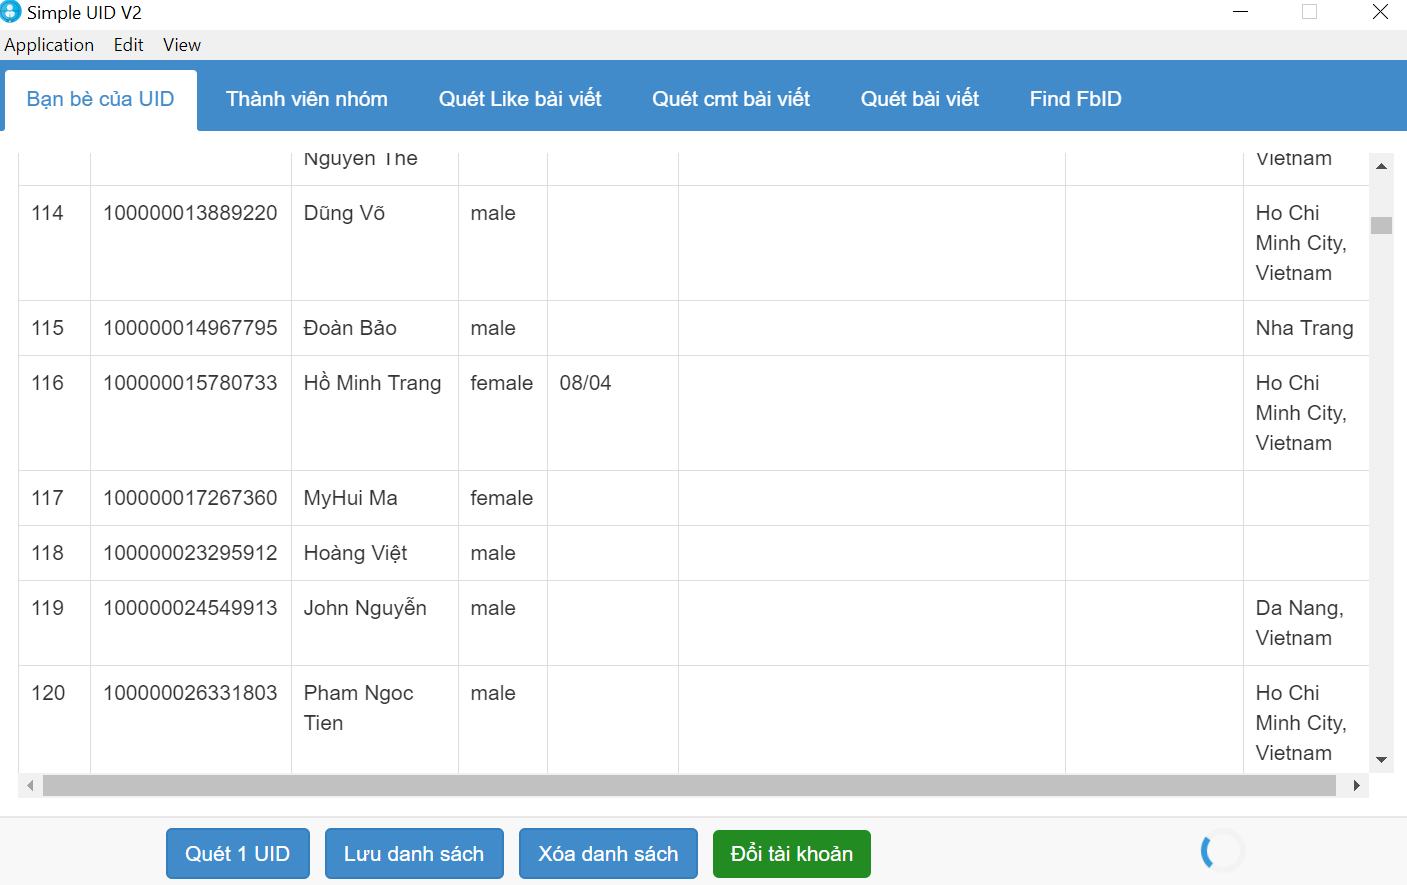 Simple UID V2
Application Edit View
Bạn bè của UID Thành viên nhóm Quét Like bài viết Quét cmt bài viết Quét bài viết Find FbID
Nguyen The Vietnam
114 100000013889220 Dũng Võ male Ho Chi
Minh City,
Vietnam
115 100000014967795 Đoàn Bảo male Nha Trang
116 100000015780733 Hồ Minh Trang female 08/04 Ho Chi
Minh City,
Vietnam
117 100000017267360 MyHui Ma female
118 100000023295912 Hoàng Việt male
119 100000024549913 John Nguyễn male Da Nang,
Vietnam
120 100000026331803 Pham Ngoc male Ho Chi
Tien Minh City,
Vietnam
Quét 1 UID Lưu danh sách Xóa danh sách Đổi tài khoản